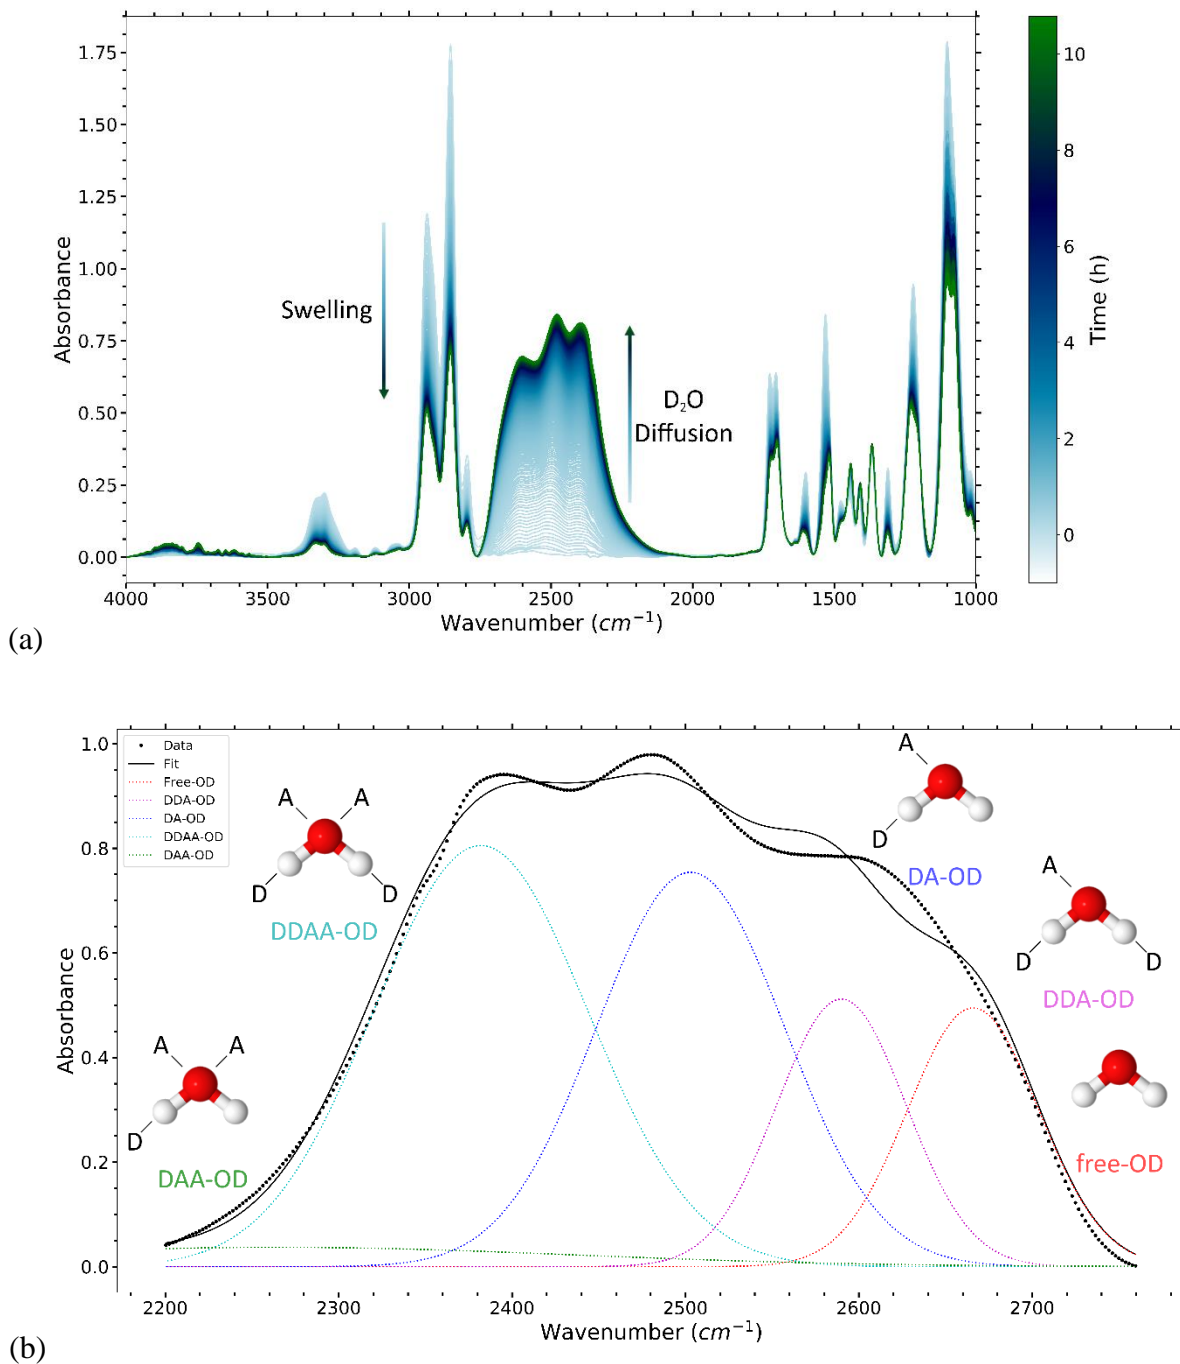 1.75
1.50
1.25
1.00
0.75
0.50
0.25
0.00
Absorbance
Swelling
D₂O
Diffusion
4000 3500 3000 2500 2000 1500 1000
Wavenumber (cm⁻¹)
10
8
6
4
2
0
Time (h)
(a)
1.0
0.8
0.6
0.4
0.2
0.0
Absorbance
Data
Fit
Free-OD
DDA-OD
DA-OD
DDAA-OD
DAA-OD
A A
D D
DDAA-OD
A
D
DA-OD
A
D D
DDA-OD
A A
D
DAA-OD
free-OD
2200 2300 2400 2500 2600 2700
Wavenumber (cm⁻¹)
(b)